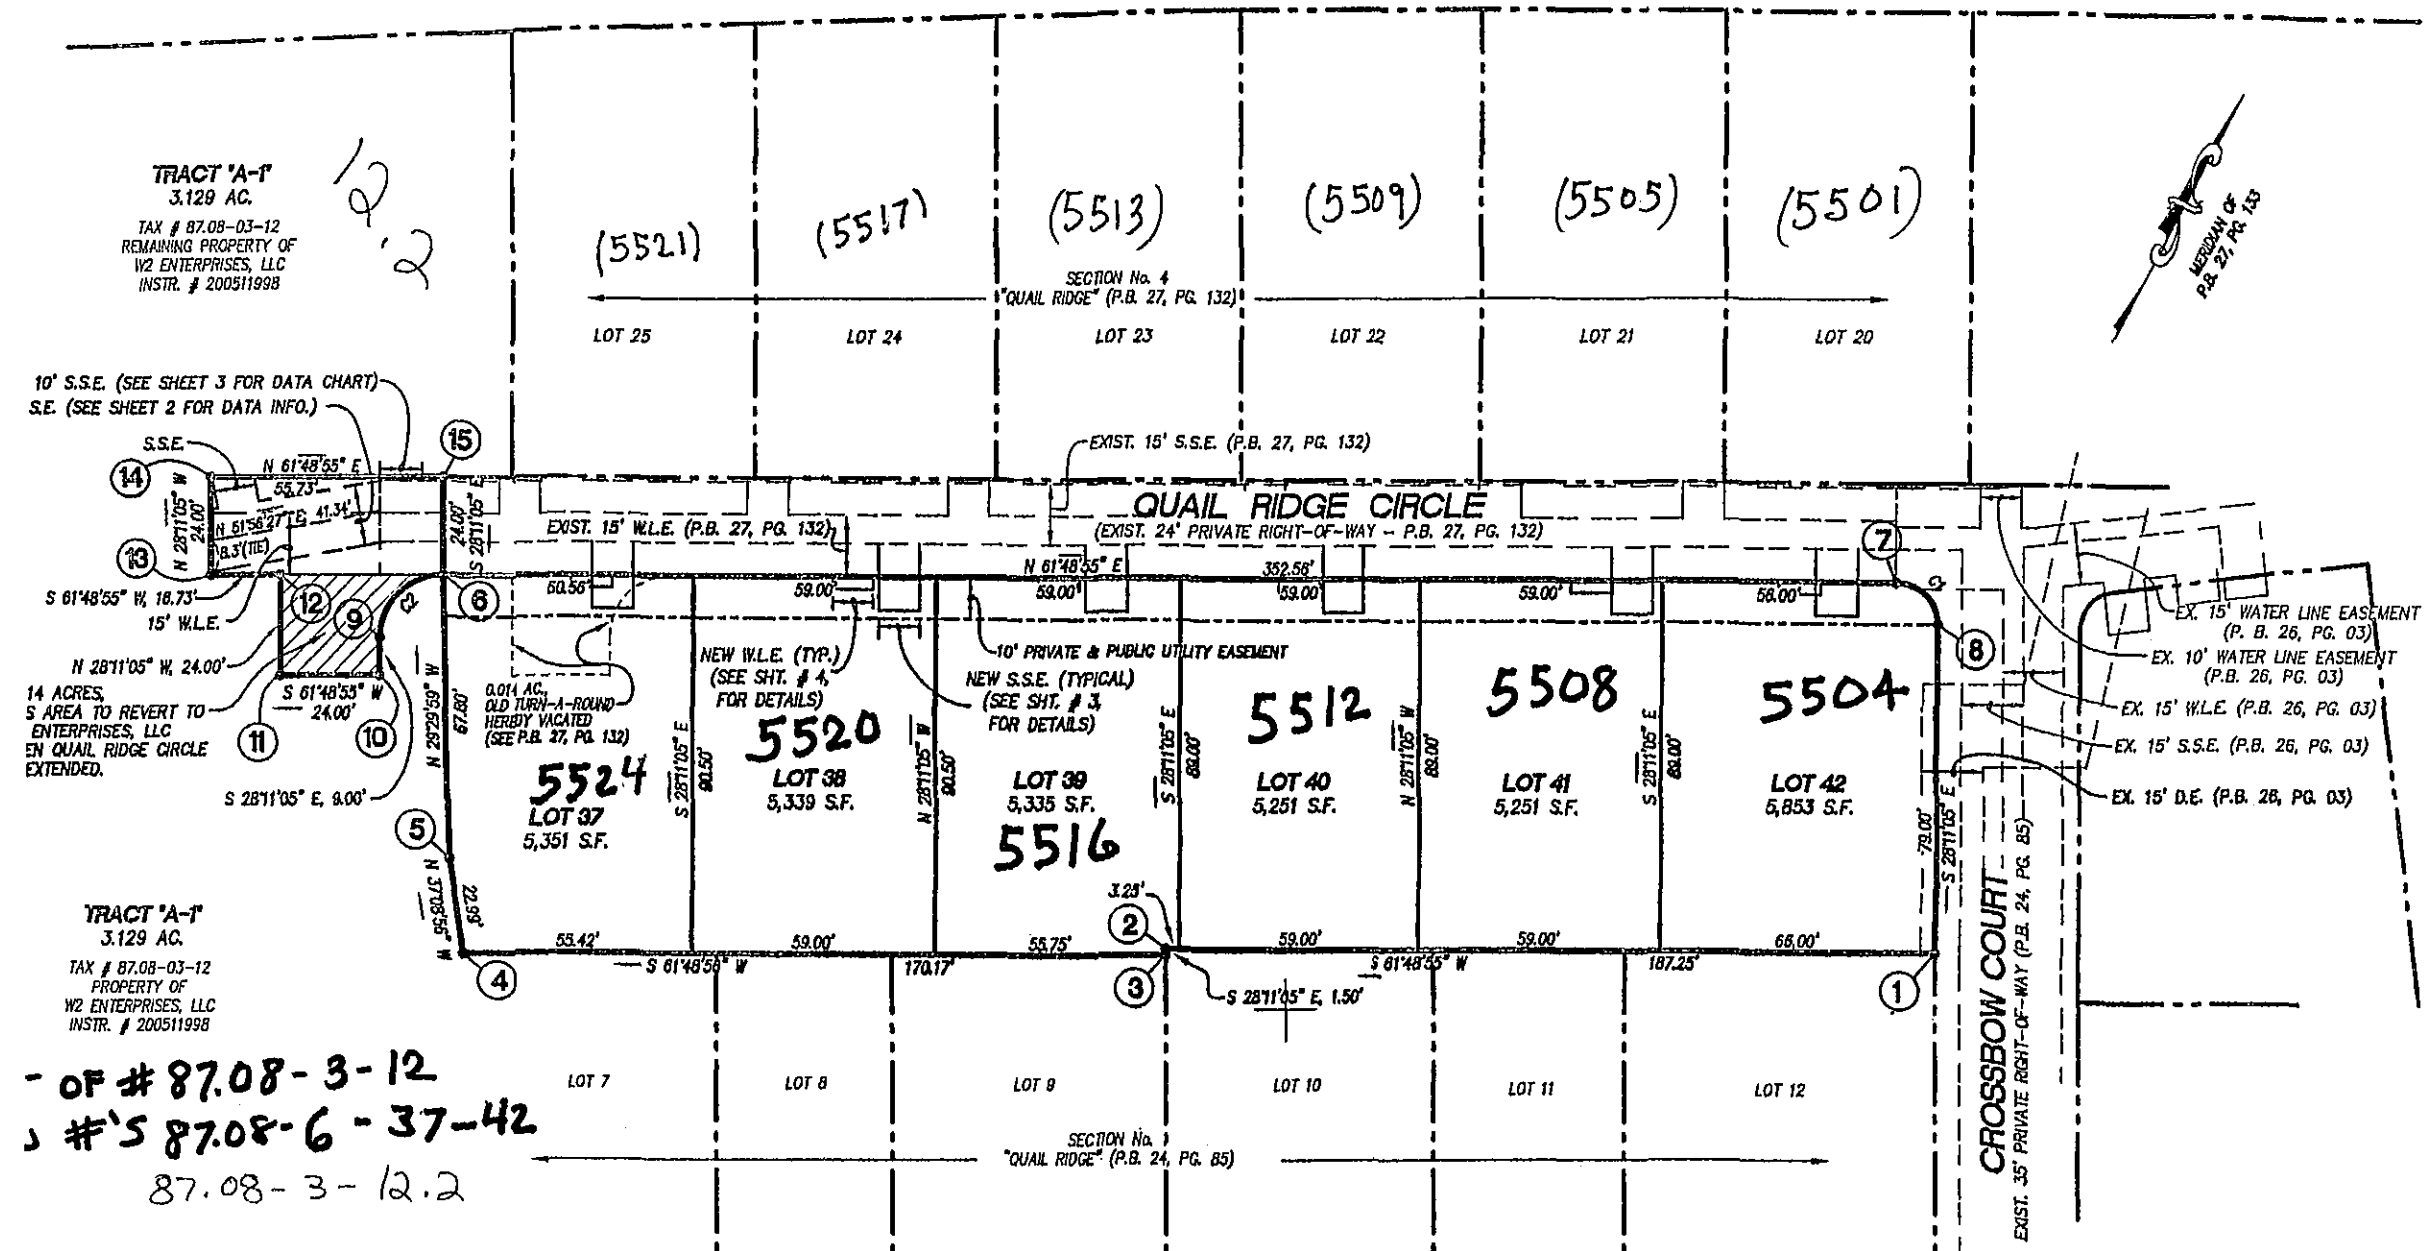 TRACT "A-1"
3.129 AC.
TAX # 87.08-03-12
REMAINING PROPERTY OF
W2 ENTERPRISES, LLC
INSTR. # 200511998
12.2
(5521)
(5517)
(5513)
(5509)
(5505)
(5501)
SECTION No. 4
"QUAIL RIDGE" (P.B. 27, PG. 132)
LOT 25
LOT 24
LOT 23
LOT 22
LOT 21
LOT 20
MERIDIAN OF
P.B. 27, PG. 133
10' S.S.E. (SEE SHEET 3 FOR DATA CHART)
S.E. (SEE SHEET 2 FOR DATA INFO.)
S.S.E.
14
N 61°48'55" E
55.73'
15
N 28°11'05" W
24.00'
N 51°56'27" E, 41.34'
8.3' (TIE)
13
S 61°48'55" W, 16.73'
15' W.L.E.
24.00'
S 28°11'05" E
EXIST. 15' W.L.E. (P.B. 27, PG. 132)
EXIST. 15' S.S.E. (P.B. 27, PG. 132)
QUAIL RIDGE CIRCLE
(EXIST. 24' PRIVATE RIGHT-OF-WAY - P.B. 27, PG. 132)
N 61°48'55" E
352.56'
60.56'
59.00'
59.00'
59.00'
59.00'
56.00'
7
8
6
12
9
C2
N 28°11'05" W, 24.00'
14 ACRES,
S AREA TO REVERT TO
ENTERPRISES, LLC
EN QUAIL RIDGE CIRCLE
EXTENDED.
S 61°48'55" W
24.00'
11
10
S 28°11'05" E, 9.00'
N 29°29'59" W
67.80'
5
N 37°08'55" W
22.99'
4
0.014 AC.,
OLD TURN-A-ROUND
HEREBY VACATED
(SEE P.B. 27, PG. 132)
5524
LOT 37
5,351 S.F.
S 28°11'05" E
90.50'
NEW W.L.E. (TYP.)
(SEE SHT. # 4,
FOR DETAILS)
5520
LOT 38
5,339 S.F.
N 28°11'05" W
90.50'
10' PRIVATE & PUBLIC UTILITY EASEMENT
NEW S.S.E. (TYPICAL)
(SEE SHT. # 3,
FOR DETAILS)
LOT 39
5,335 S.F.
5516
S 28°11'05" E
89.00'
5512
LOT 40
5,251 S.F.
N 28°11'05" W
89.00'
5508
LOT 41
5,251 S.F.
S 28°11'05" E
89.00'
5504
LOT 42
5,853 S.F.
79.00'
S 28°11'05" E
EX. 15' WATER LINE EASEMENT
(P. B. 26, PG. 03)
EX. 10' WATER LINE EASEMENT
(P.B. 26, PG. 03)
EX. 15' W.L.E. (P.B. 26, PG. 03)
EX. 15' S.S.E. (P.B. 26, PG. 03)
EX. 15' D.E. (P.B. 26, PG. 03)
CROSSBOW COURT
EXIST. 35' PRIVATE RIGHT-OF-WAY (P.B. 24, PG. 85)
55.42'
59.00'
55.75'
3.25'
2
3
59.00'
59.00'
66.00'
S 61°48'55" W
170.17'
S 28°11'05" E, 1.50'
S 61°48'55" W
187.25'
1
TRACT "A-1"
3.129 AC.
TAX # 87.08-03-12
PROPERTY OF
W2 ENTERPRISES, LLC
INSTR. # 200511998
- OF # 87.08-3-12
#'S 87.08-6-37-42
87.08-3-12.2
LOT 7
LOT 8
LOT 9
LOT 10
LOT 11
LOT 12
SECTION No. 1
"QUAIL RIDGE" (P.B. 24, PG. 85)